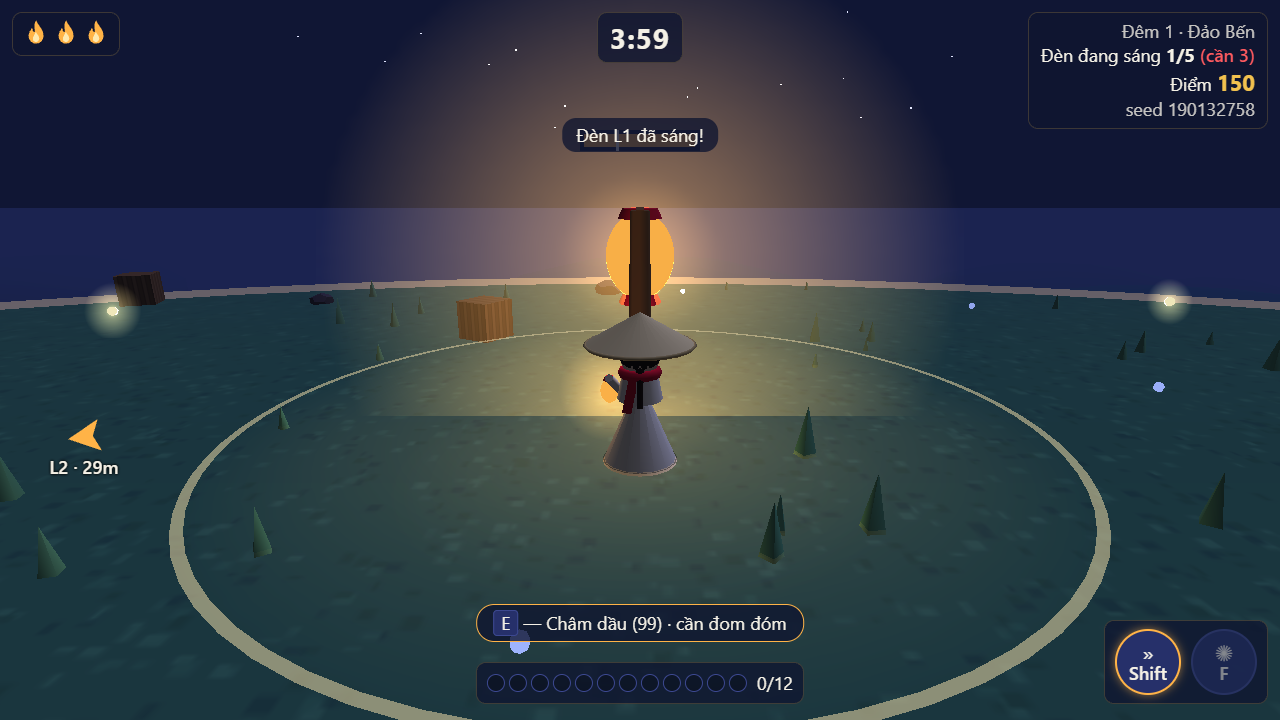 3:59
Đêm 1 · Đảo Bến
Đèn đang sáng 1/5 (cần 3)
Điểm 150
seed 190132758
Đèn L1 đã sáng!
L2 · 29m
E — Châm dầu (99) · cần đom đóm
0/12
» Shift
F